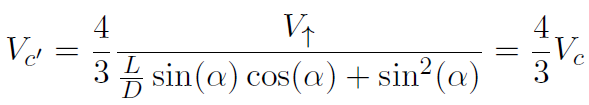 V_{c'} = \frac{4}{3} \frac{V_{\uparrow}}{\frac{L}{D} \sin(\alpha) \cos(\alpha) + \sin^2(\alpha)} = \frac{4}{3} V_c